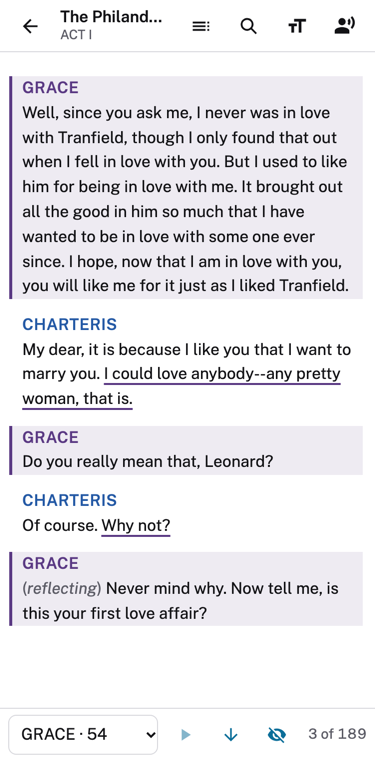 The Philand...
ACT I
GRACE
Well, since you ask me, I never was in love
with Tranfield, though I only found that out
when I fell in love with you. But I used to like
him for being in love with me. It brought out
all the good in him so much that I have
wanted to be in love with some one ever
since. I hope, now that I am in love with you,
you will like me for it just as I liked Tranfield.
CHARTERIS
My dear, it is because I like you that I want to
marry you. I could love anybody--any pretty
woman, that is.
GRACE
Do you really mean that, Leonard?
CHARTERIS
Of course. Why not?
GRACE
(reflecting) Never mind why. Now tell me, is
this your first love affair?
GRACE · 54
3 of 189